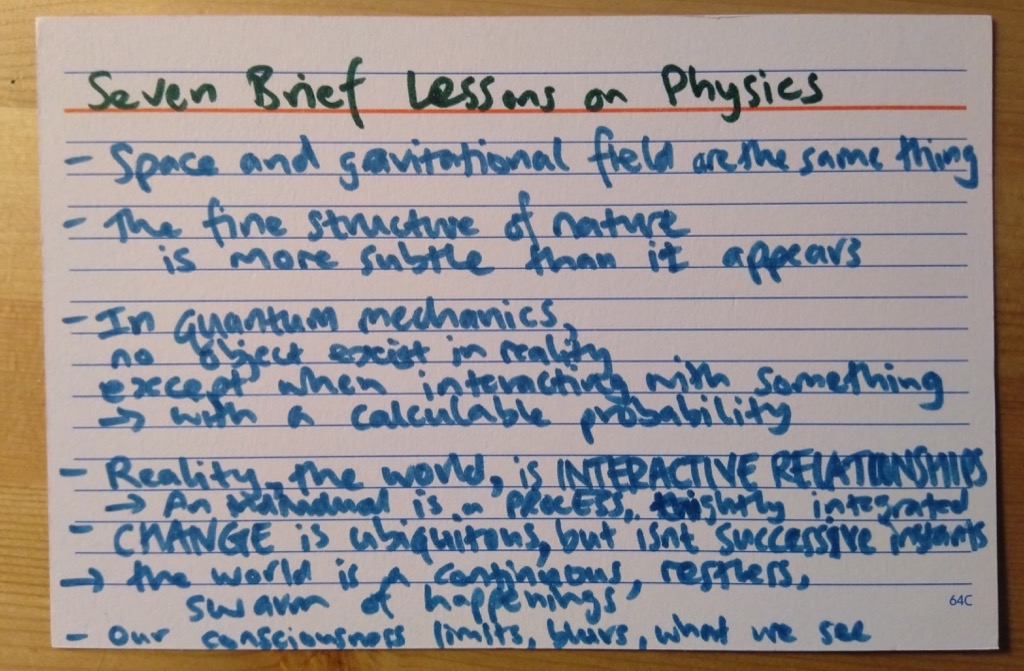 Seven Brief Lessons on Physics
- Space and gavitational field are the same thing
- The fine structure of nature
is more subtle than it appears
- In quantum mechanics,
no object exist in reality
except when interacting with something
→ with a calculable probability
- Reality, the world, is INTERACTIVE RELATIONSHIPS
→ An individual is a PROCESS, tightly integrated
- CHANGE is ubiquitous, but isnt successive instants
→ the world is a continuous, restless,
swarm of happenings
64C
- Our consciousness limits, blurs, what we see